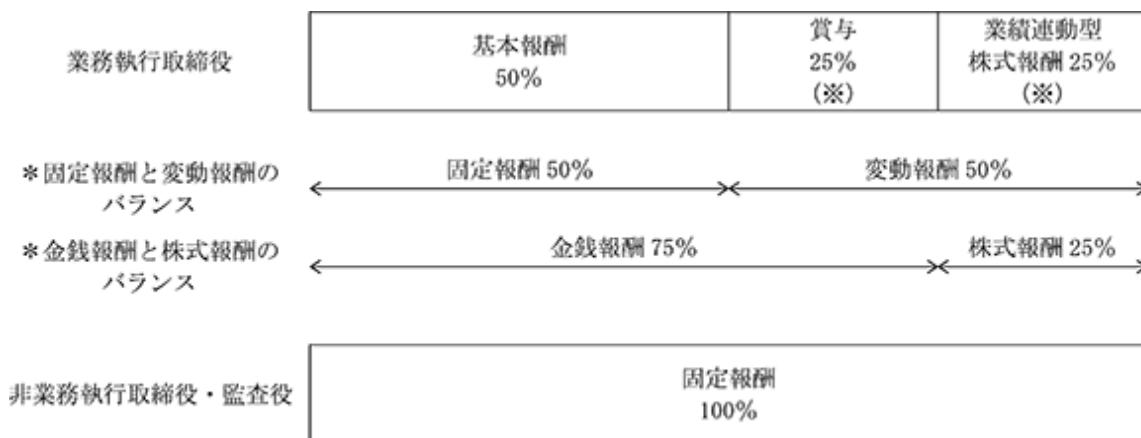 業務執行取締役
基本報酬
50%
賞与
25%
(※)
業績連動型
株式報酬 25%
(※)
＊固定報酬と変動報酬の
バランス
固定報酬 50%
変動報酬 50%
＊金銭報酬と株式報酬の
バランス
金銭報酬 75%
株式報酬 25%
非業務執行取締役・監査役
固定報酬
100%